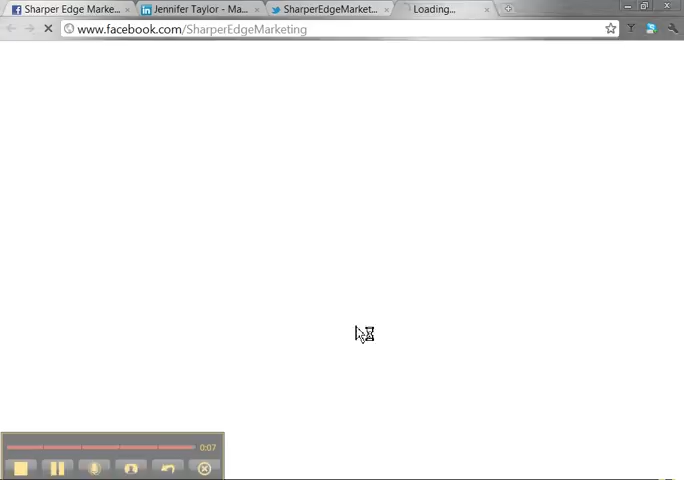 Sharper Edge Marke... Jennifer Taylor - Ma... SharperEdgeMarket... Loading...
www.facebook.com/SharperEdgeMarketing
0:07